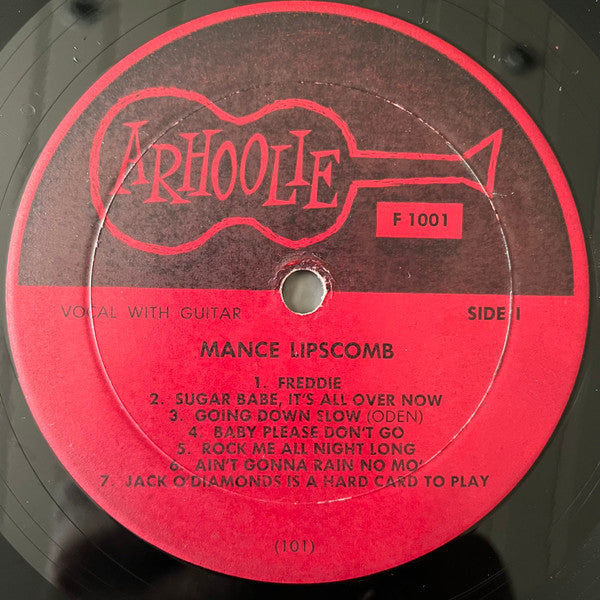 ARHOOLIE
F 1001
VOCAL WITH GUITAR
SIDE I
MANCE LIPSCOMB
1. FREDDIE
2. SUGAR BABE, IT'S ALL OVER NOW
3. GOING DOWN SLOW (ODEN)
4. BABY PLEASE DON'T GO
5. ROCK ME ALL NIGHT LONG
6. AIN'T GONNA RAIN NO MO'
7. JACK O'DIAMONDS IS A HARD CARD TO PLAY
(101)